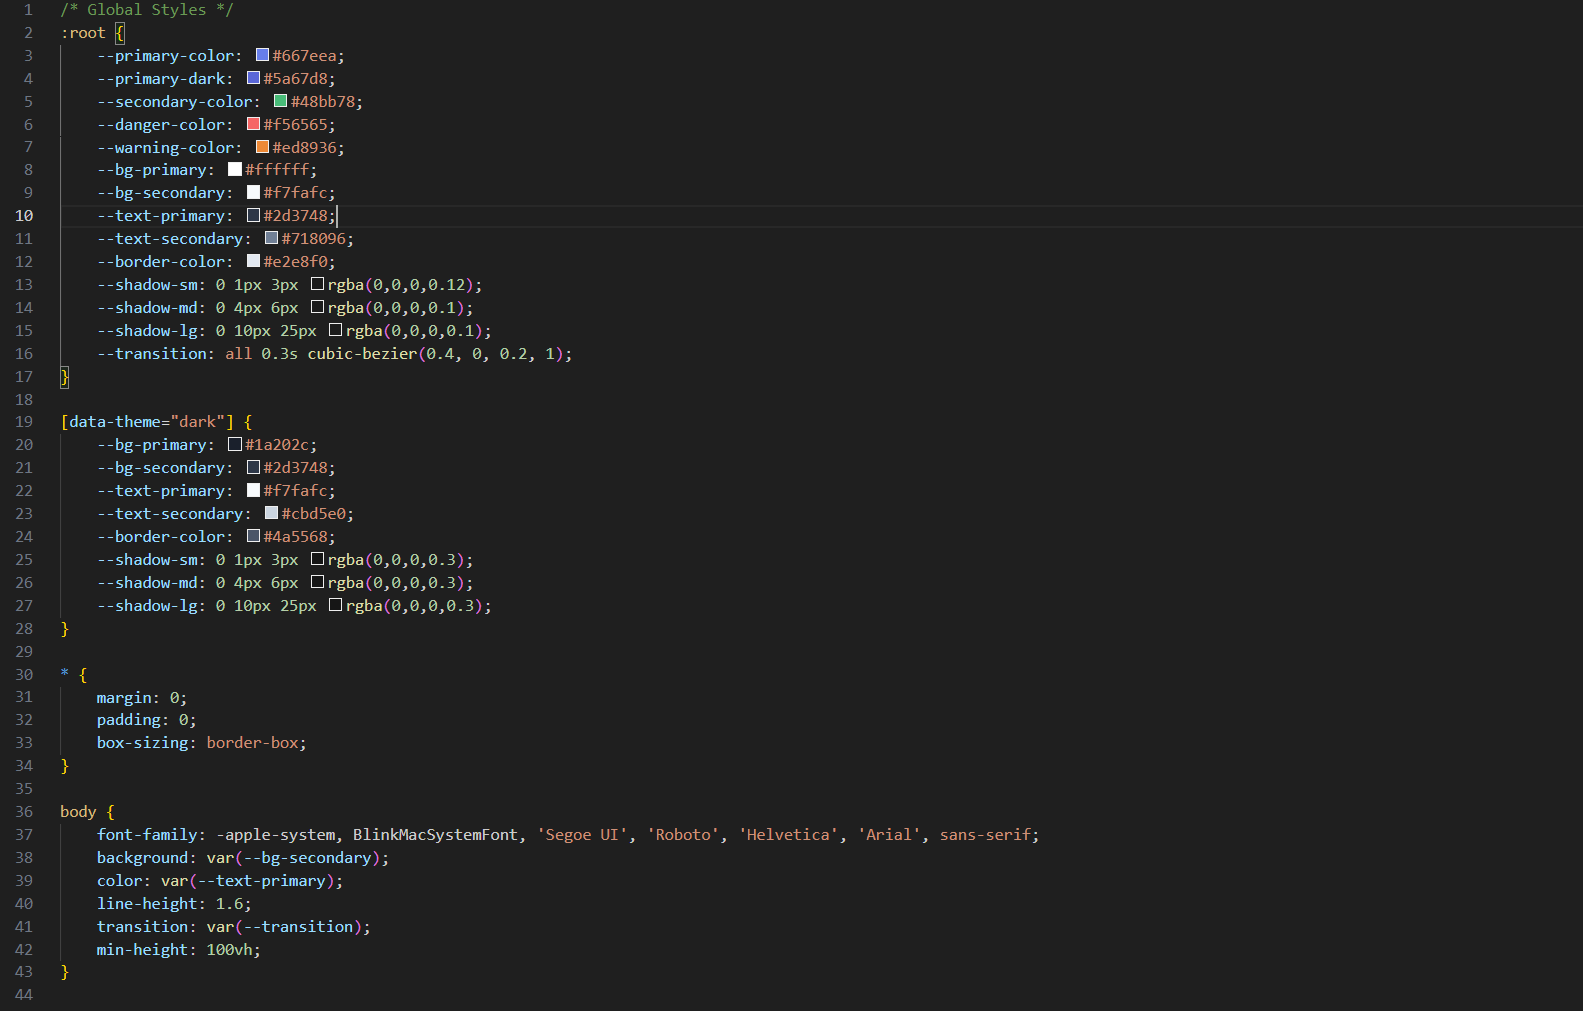 1 /* Global Styles */
2 :root {
3     --primary-color: #667eea;
4     --primary-dark: #5a67d8;
5     --secondary-color: #48bb78;
6     --danger-color: #f56565;
7     --warning-color: #ed8936;
8     --bg-primary: #ffffff;
9     --bg-secondary: #f7fafc;
10     --text-primary: #2d3748;
11     --text-secondary: #718096;
12     --border-color: #e2e8f0;
13     --shadow-sm: 0 1px 3px rgba(0,0,0,0.12);
14     --shadow-md: 0 4px 6px rgba(0,0,0,0.1);
15     --shadow-lg: 0 10px 25px rgba(0,0,0,0.1);
16     --transition: all 0.3s cubic-bezier(0.4, 0, 0.2, 1);
17 }
18
19 [data-theme="dark"] {
20     --bg-primary: #1a202c;
21     --bg-secondary: #2d3748;
22     --text-primary: #f7fafc;
23     --text-secondary: #cbd5e0;
24     --border-color: #4a5568;
25     --shadow-sm: 0 1px 3px rgba(0,0,0,0.3);
26     --shadow-md: 0 4px 6px rgba(0,0,0,0.3);
27     --shadow-lg: 0 10px 25px rgba(0,0,0,0.3);
28 }
29
30 * {
31     margin: 0;
32     padding: 0;
33     box-sizing: border-box;
34 }
35
36 body {
37     font-family: -apple-system, BlinkMacSystemFont, 'Segoe UI', 'Roboto', 'Helvetica', 'Arial', sans-serif;
38     background: var(--bg-secondary);
39     color: var(--text-primary);
40     line-height: 1.6;
41     transition: var(--transition);
42     min-height: 100vh;
43 }
44